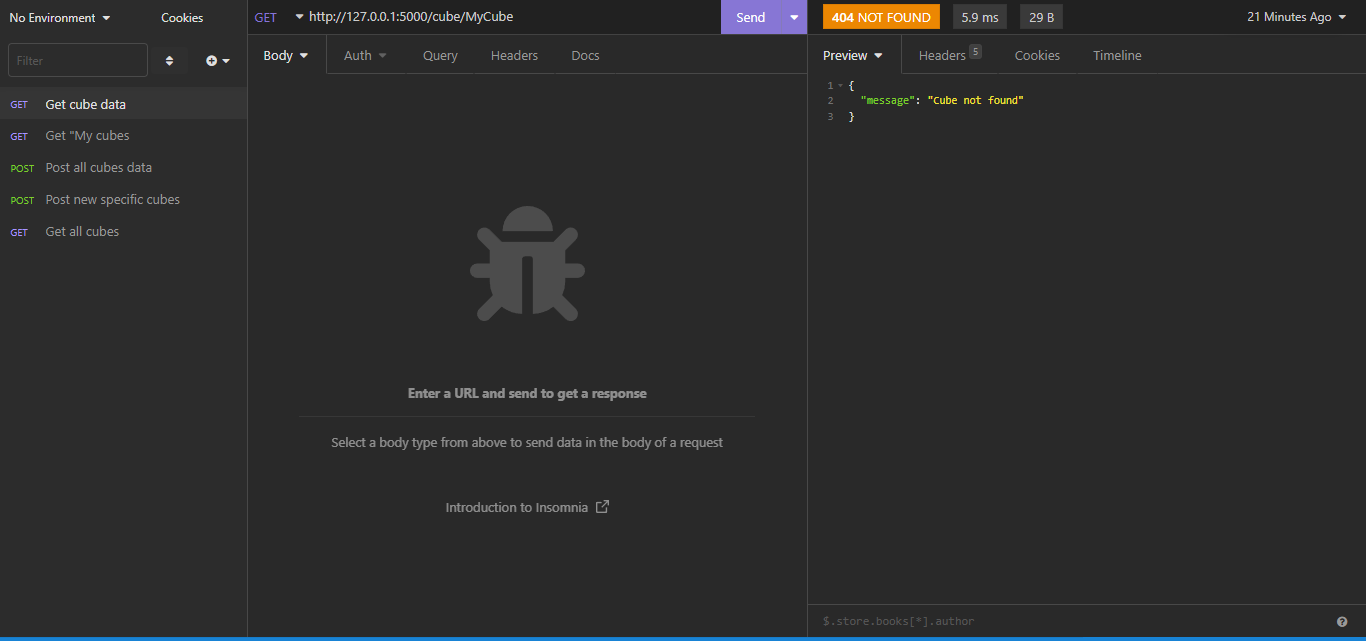 No Environment
Cookies
Filter
GET Get cube data
GET Get "My cubes
POST Post all cubes data
POST Post new specific cubes
GET Get all cubes
GET http://127.0.0.1:5000/cube/MyCube
Send
Body
Auth
Query
Headers
Docs
Enter a URL and send to get a response
Select a body type from above to send data in the body of a request
Introduction to Insomnia
404 NOT FOUND
5.9 ms
29 B
21 Minutes Ago
Preview
Headers 5
Cookies
Timeline
1 {
2 "message": "Cube not found"
3 }
$.store.books[*].author
?